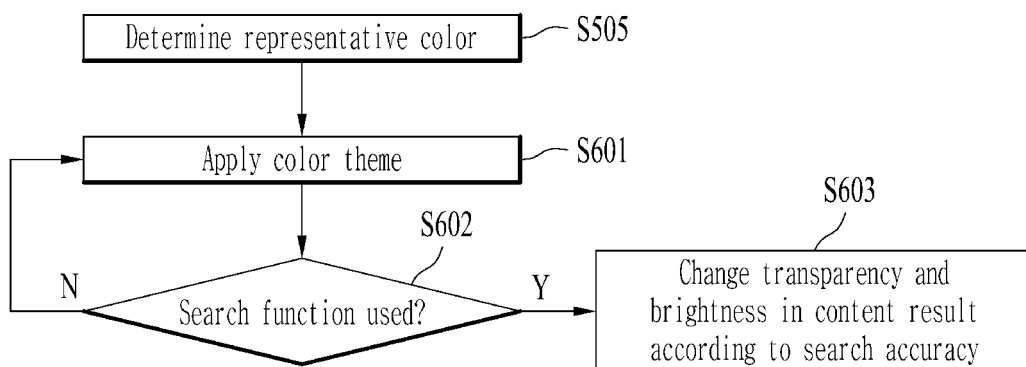 Determine representative color
S505
Apply color theme
S601
S602
S603
N
Search function used?
Y
Change transparency and
brightness in content result
according to search accuracy